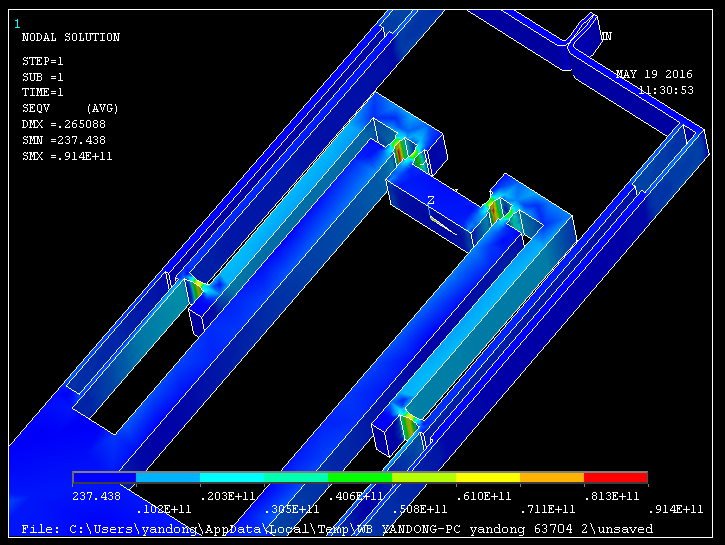 1
NODAL SOLUTION
STEP=1
SUB =1
TIME=1
SEQV (AVG)
DMX =.265088
SMN =237.438
SMX =.914E+11
MN
MAY 19 2016
11:30:53
Z
237.438 .203E+11 .406E+11 .610E+11 .813E+11
.102E+11 .305E+11 .508E+11 .711E+11 .914E+11
File: C:\Users\yandong\AppData\Local\Temp\WB YANDONG-PC yandong 63704 2\unsaved